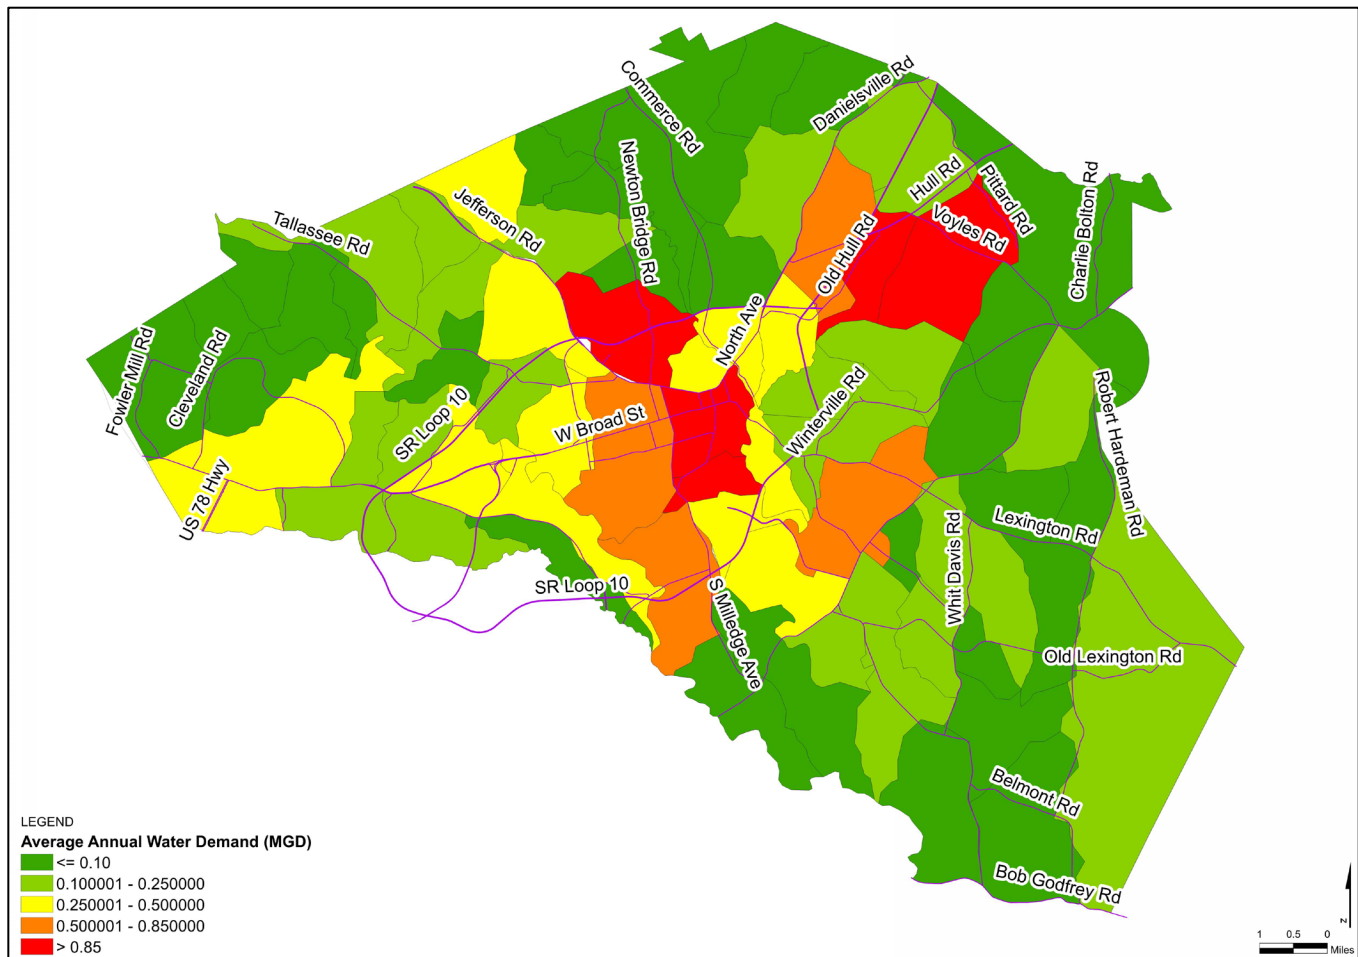 Commerce Rd
Danielsville Rd
Newton Bridge Rd
Hull Rd
Pittard Rd
Charlie Bolton Rd
Jefferson Rd
Tallassee Rd
Voyles Rd
Old Hull Rd
North Ave
Fowler Mill Rd
Cleveland Rd
SR Loop 10
W Broad St
Winterville Rd
Robert Hardeman Rd
US 78 Hwy
Lexington Rd
Whit Davis Rd
SR Loop 10
S Milledge Ave
Old Lexington Rd
Belmont Rd
Bob Godfrey Rd
LEGEND
Average Annual Water Demand (MGD)
<= 0.10
0.100001 - 0.250000
0.250001 - 0.500000
0.500001 - 0.850000
> 0.85
z
1 0.5 0
Miles